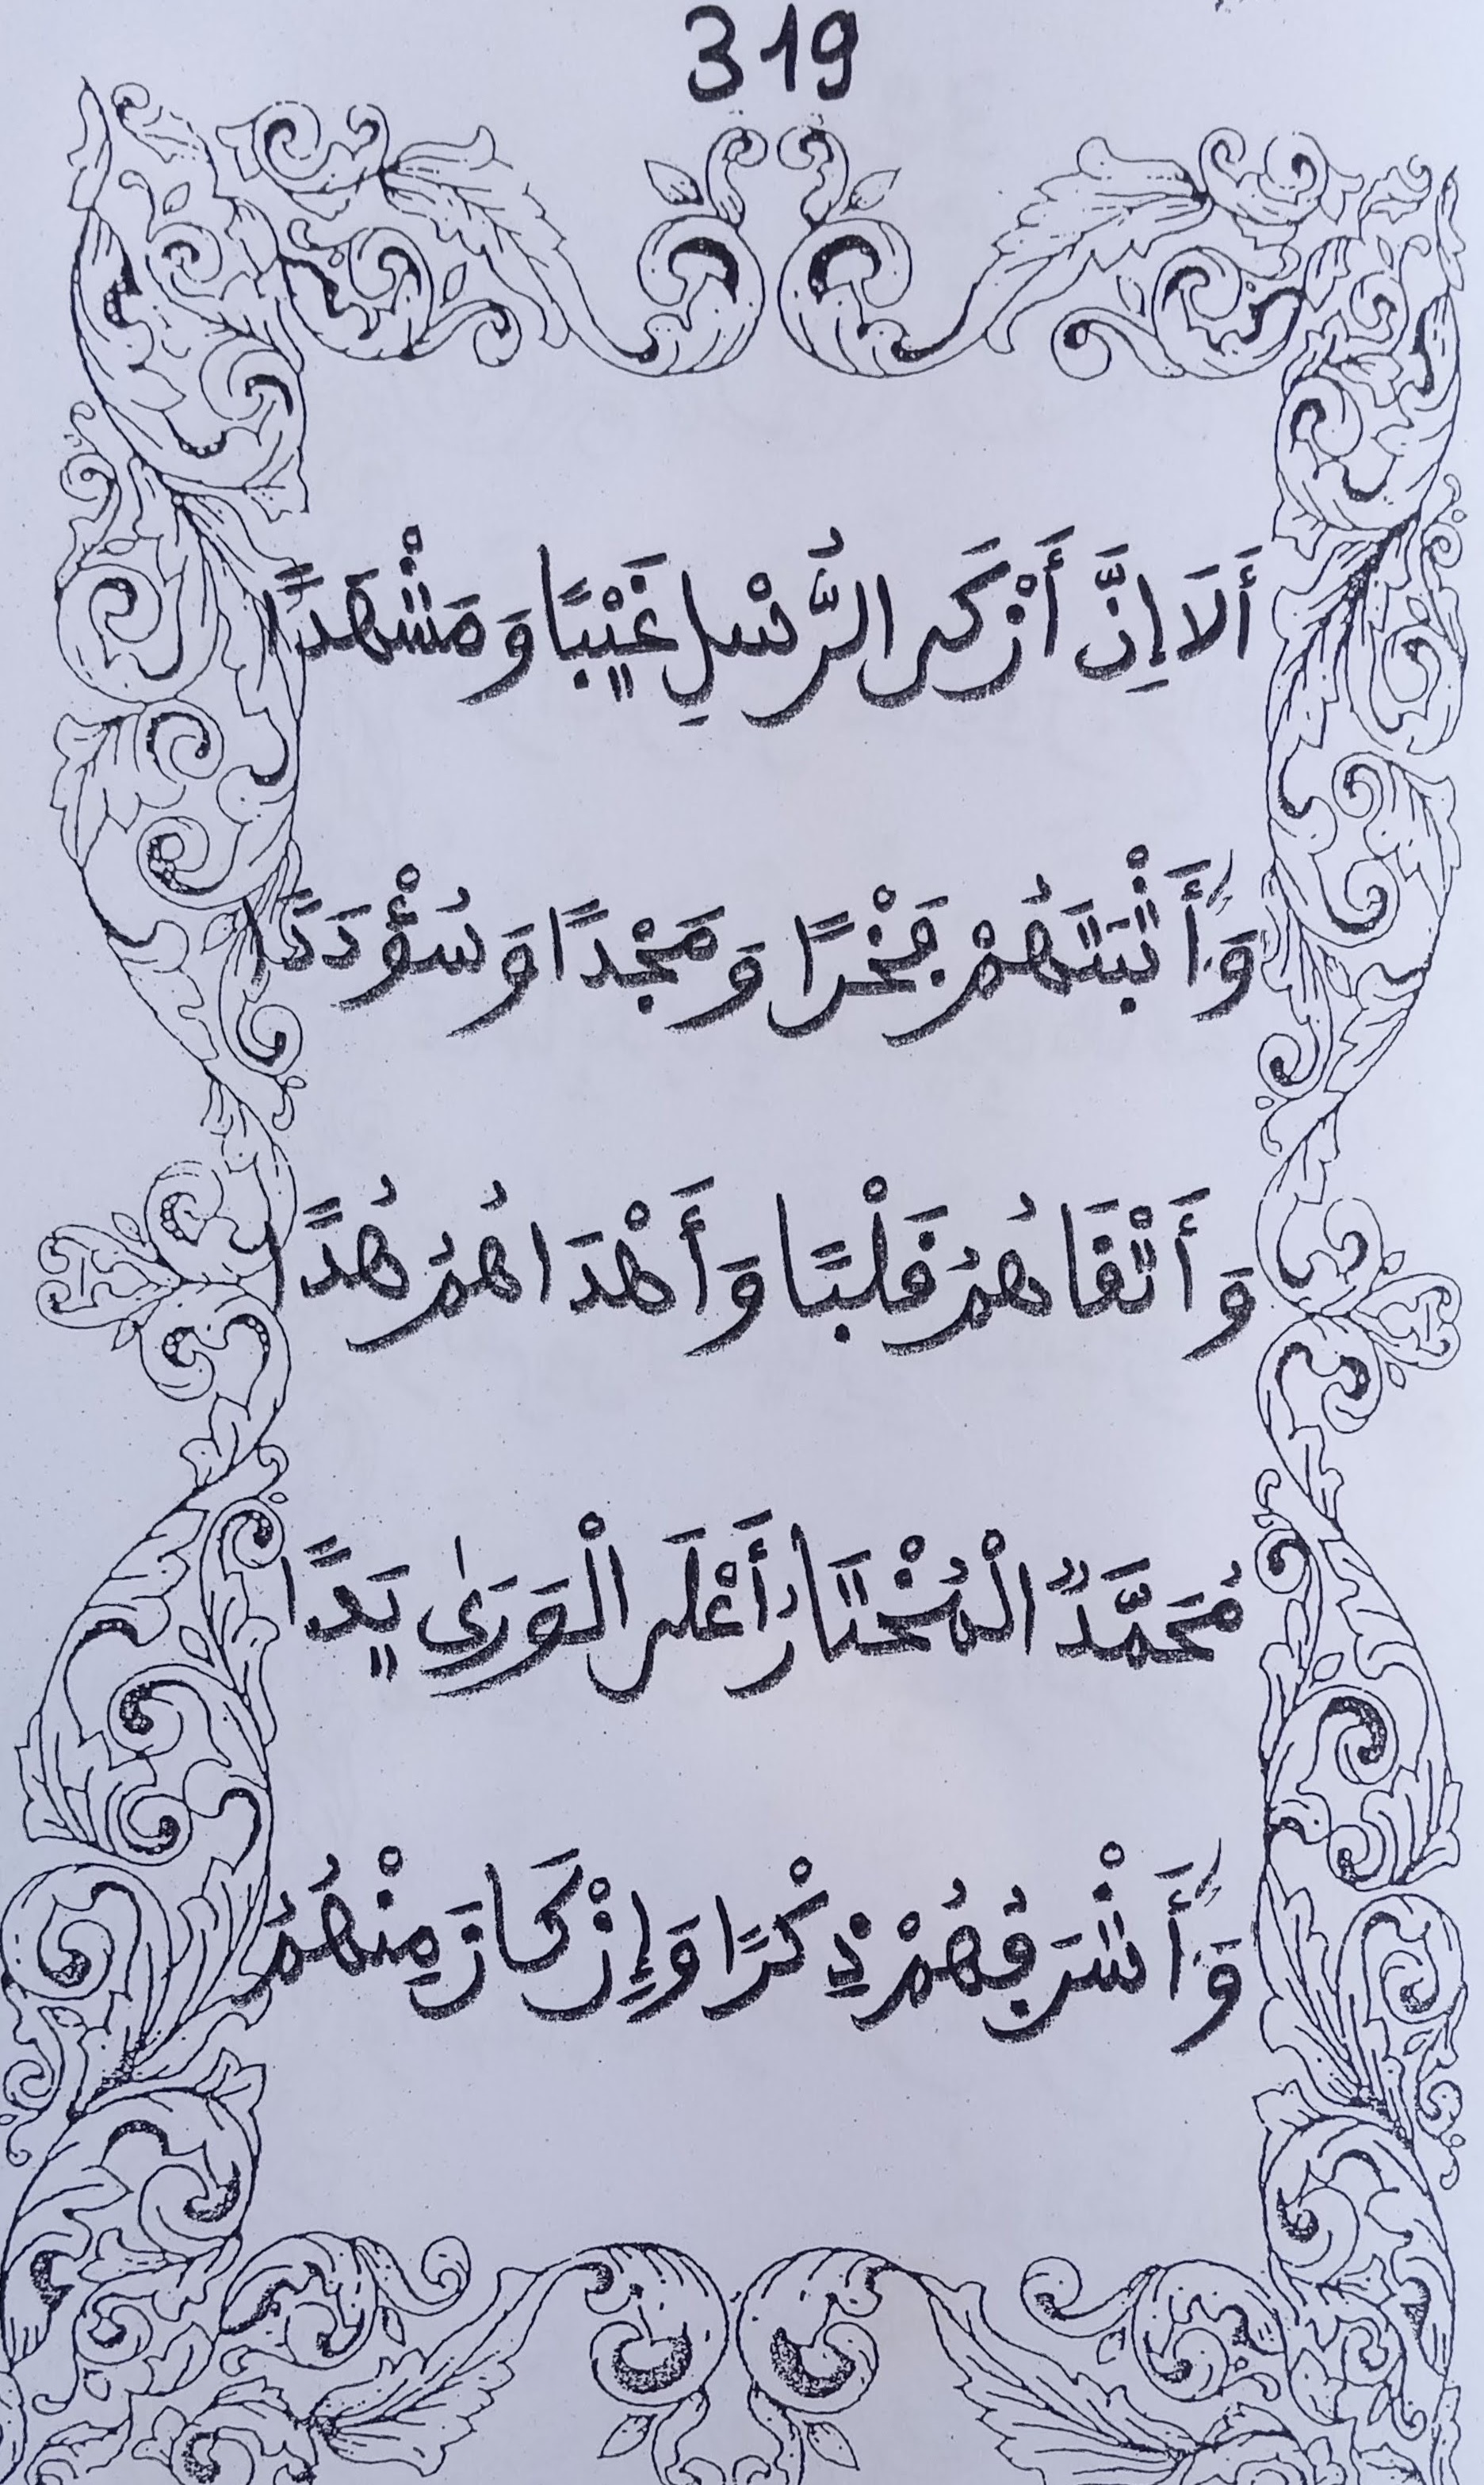 319
أَلَا إِنَّ أَزْكَى الرُّسْلِ غَيْبًا وَمَشْهَدًا
وَأَثْبَتَهُمْ فَخْرًا وَمَجْدًا وَسُؤْدَدًا
وَأَتْقَاهُمُ قَلْبًا وَأَهْدَاهُمُ هُدًا
مُحَمَّدٌ الْمُخْتَارُ أَعْلَى الْوَرَىٰ يَدًا
وَأَشْرَفُهُمْ ذِكْرًا وَإِنْ كَانَ مِنْهُمُ